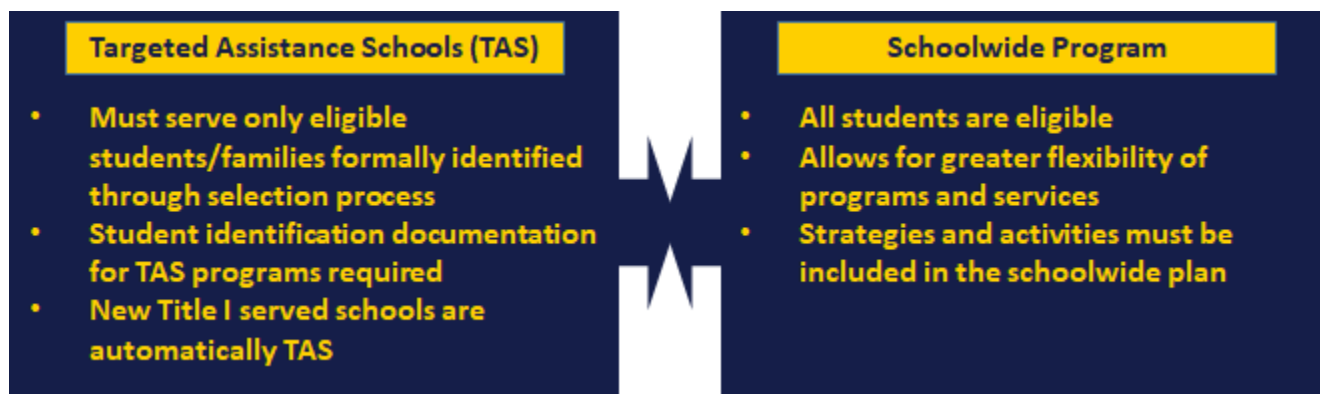 Targeted Assistance Schools (TAS)
• Must serve only eligible
students/families formally identified
through selection process
• Student identification documentation
for TAS programs required
• New Title I served schools are
automatically TAS
Schoolwide Program
• All students are eligible
• Allows for greater flexibility of
programs and services
• Strategies and activities must be
included in the schoolwide plan